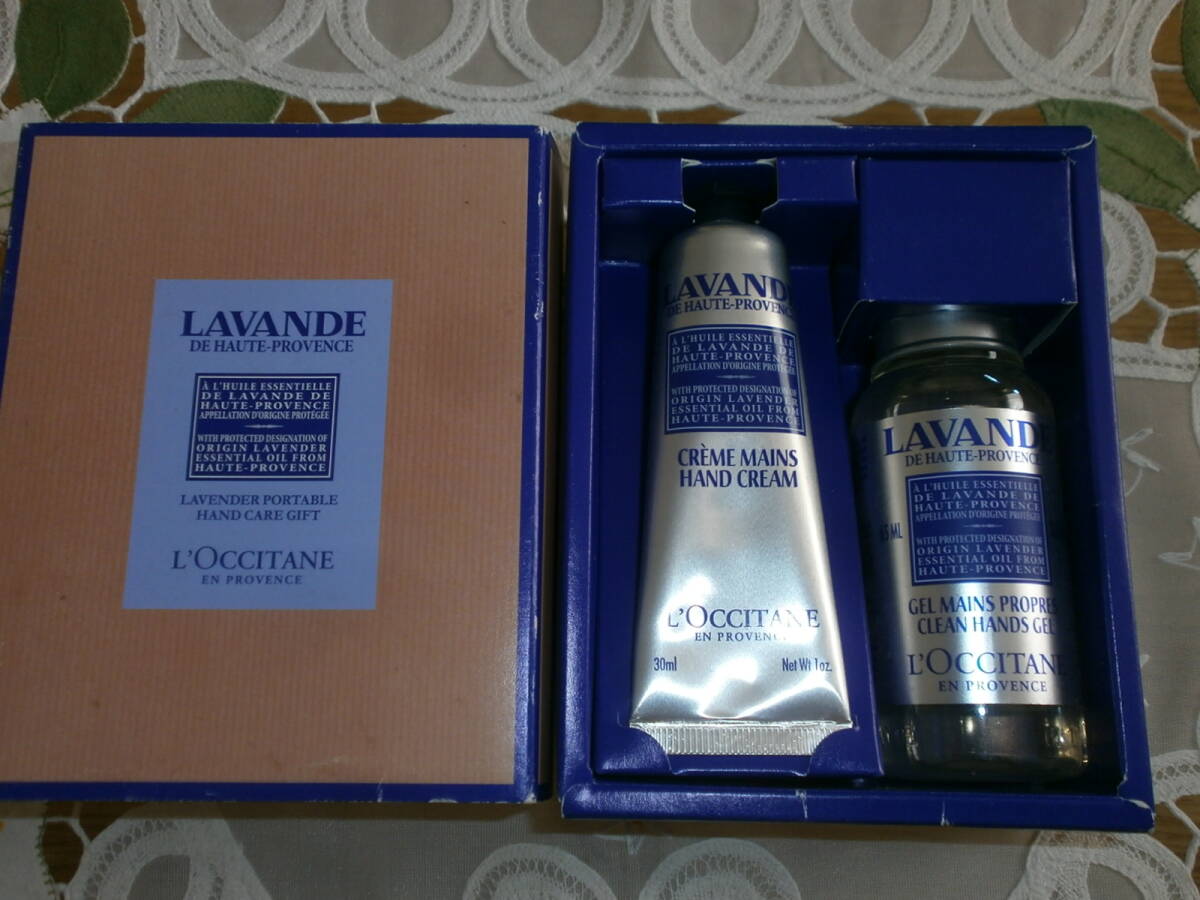 LAVANDE
DE HAUTE-PROVENCE
À L'HUILE ESSENTIELLE
DE LAVANDE DE
HAUTE-PROVENCE
APPELLATION D'ORIGINE PROTÉGÉE
WITH PROTECTED DESIGNATION OF
ORIGIN LAVENDER
ESSENTIAL OIL FROM
HAUTE-PROVENCE
LAVENDER PORTABLE
HAND CARE GIFT
L'OCCITANE
EN PROVENCE
LAVANDE
DE HAUTE-PROVENCE
À L'HUILE ESSENTIELLE
DE LAVANDE DE
HAUTE-PROVENCE
APPELLATION D'ORIGINE PROTÉGÉE
WITH PROTECTED DESIGNATION OF
ORIGIN LAVENDER
ESSENTIAL OIL FROM
HAUTE-PROVENCE
CRÈME MAINS
HAND CREAM
L'OCCITANE
EN PROVENCE
30ml Net Wt 1oz.
LAVANDE
DE HAUTE-PROVENCE
À L'HUILE ESSENTIELLE
DE LAVANDE DE
HAUTE-PROVENCE
APPELLATION D'ORIGINE PROTÉGÉE
WITH PROTECTED DESIGNATION OF
ORIGIN LAVENDER
ESSENTIAL OIL FROM
HAUTE-PROVENCE
ML
GEL MAINS PROPRES
CLEAN HANDS GEL
L'OCCITANE
EN PROVENCE